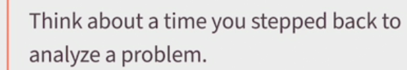 Think about a time you stepped back to
analyze a problem.